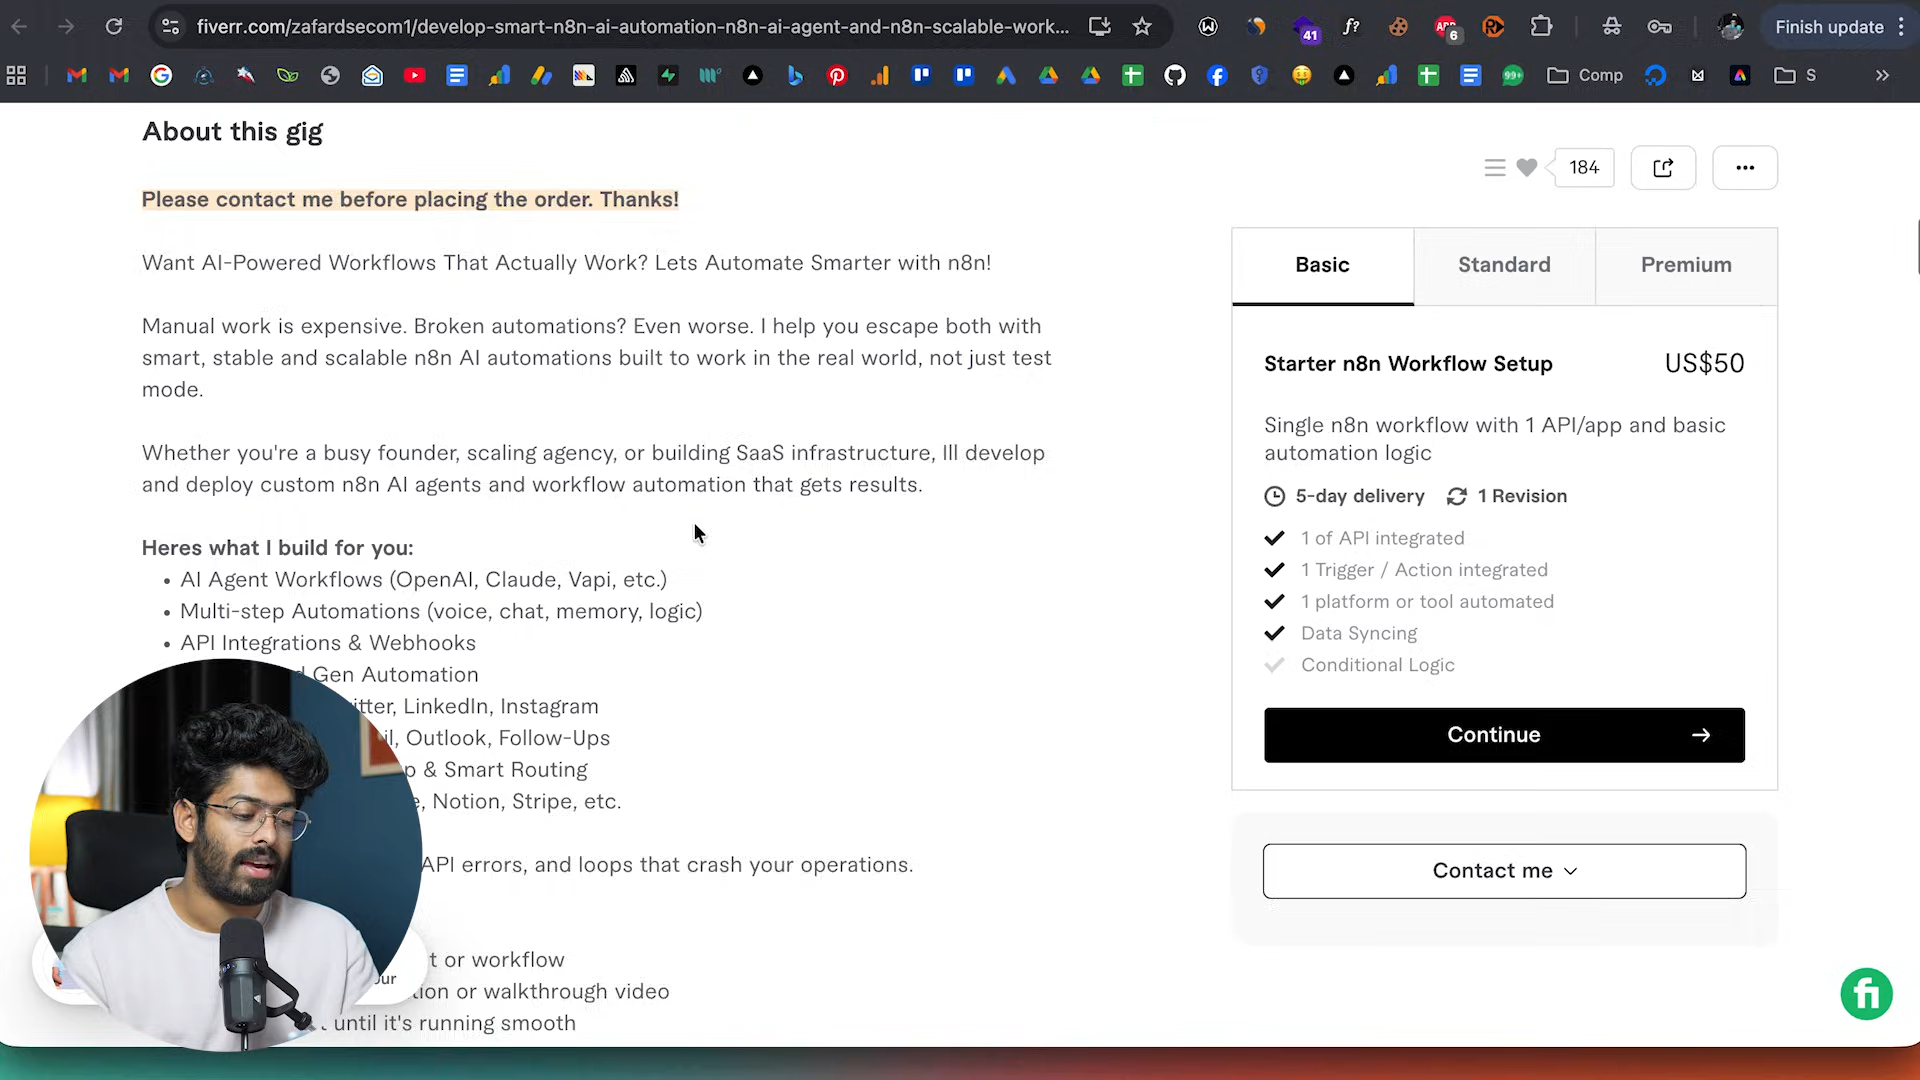 fiverr.com/zafardsecom1/develop-smart-n8n-ai-automation-n8n-ai-agent-and-n8n-scalable-work...
41
f?
ABP
6
Finish update
99+
Comp
S
»
About this gig
184
Please contact me before placing the order. Thanks!
Want AI-Powered Workflows That Actually Work? Lets Automate Smarter with n8n!
Manual work is expensive. Broken automations? Even worse. I help you escape both with
smart, stable and scalable n8n AI automations built to work in the real world, not just test
mode.
Whether you're a busy founder, scaling agency, or building SaaS infrastructure, Ill develop
and deploy custom n8n AI agents and workflow automation that gets results.
Heres what I build for you:
• AI Agent Workflows (OpenAI, Claude, Vapi, etc.)
• Multi-step Automations (voice, chat, memory, logic)
• API Integrations & Webhooks
Gen Automation
itter, LinkedIn, Instagram
il, Outlook, Follow-Ups
p & Smart Routing
, Notion, Stripe, etc.
API errors, and loops that crash your operations.
t or workflow
our
tion or walkthrough video
until it's running smooth
Basic
Standard
Premium
Starter n8n Workflow Setup
US$50
Single n8n workflow with 1 API/app and basic
automation logic
5-day delivery
1 Revision
1 of API integrated
1 Trigger / Action integrated
1 platform or tool automated
Data Syncing
Conditional Logic
Continue →
Contact me
fi